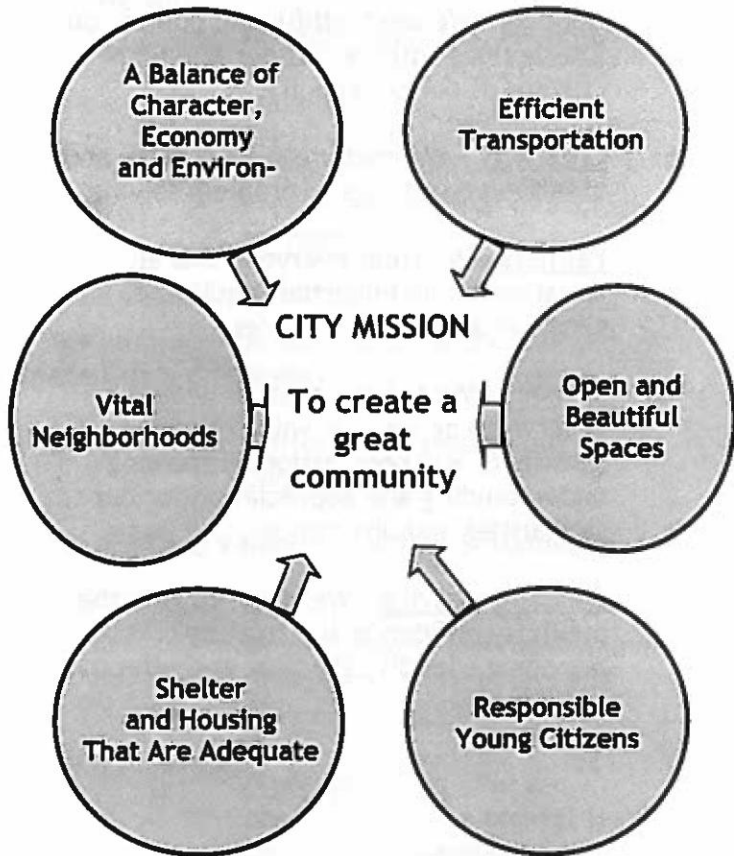 A Balance of
Character,
Economy
and Environ-
Efficient
Transportation
CITY MISSION
To create a
great
community
Vital
Neighborhoods
Open and
Beautiful
Spaces
Shelter
and Housing
That Are Adequate
Responsible
Young Citizens